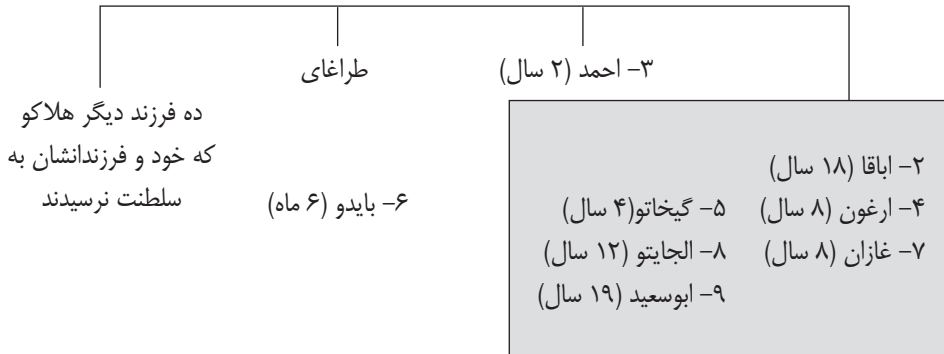 ۳- احمد (۲ سال)
طراغای
ده فرزند دیگر هلاکو
که خود و فرزندانشان به
سلطنت نرسیدند
۲- اباقا (۱۸ سال)
۴- ارغون (۸ سال)
۵- گیخاتو(۴ سال)
۶- بایدو (۶ ماه)
۷- غازان (۸ سال)
۸- الجایتو (۱۲ سال)
۹- ابوسعید (۱۹ سال)